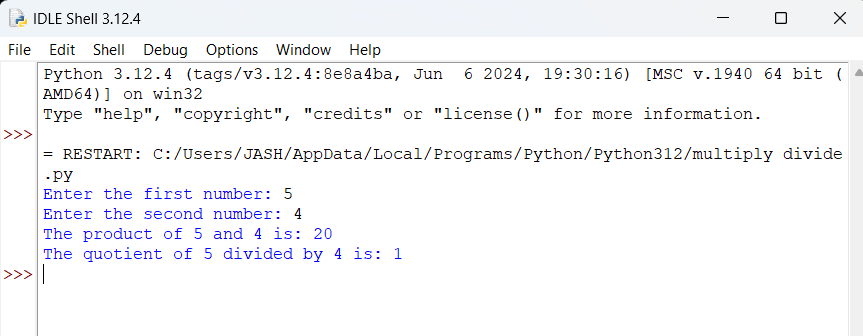 IDLE Shell 3.12.4
File Edit Shell Debug Options Window Help
Python 3.12.4 (tags/v3.12.4:8e8a4ba, Jun  6 2024, 19:30:16) [MSC v.1940 64 bit (
AMD64)] on win32
Type "help", "copyright", "credits" or "license()" for more information.
>>>
= RESTART: C:/Users/JASH/AppData/Local/Programs/Python/Python312/multiply divide
.py
Enter the first number: 5
Enter the second number: 4
The product of 5 and 4 is: 20
The quotient of 5 divided by 4 is: 1
>>>